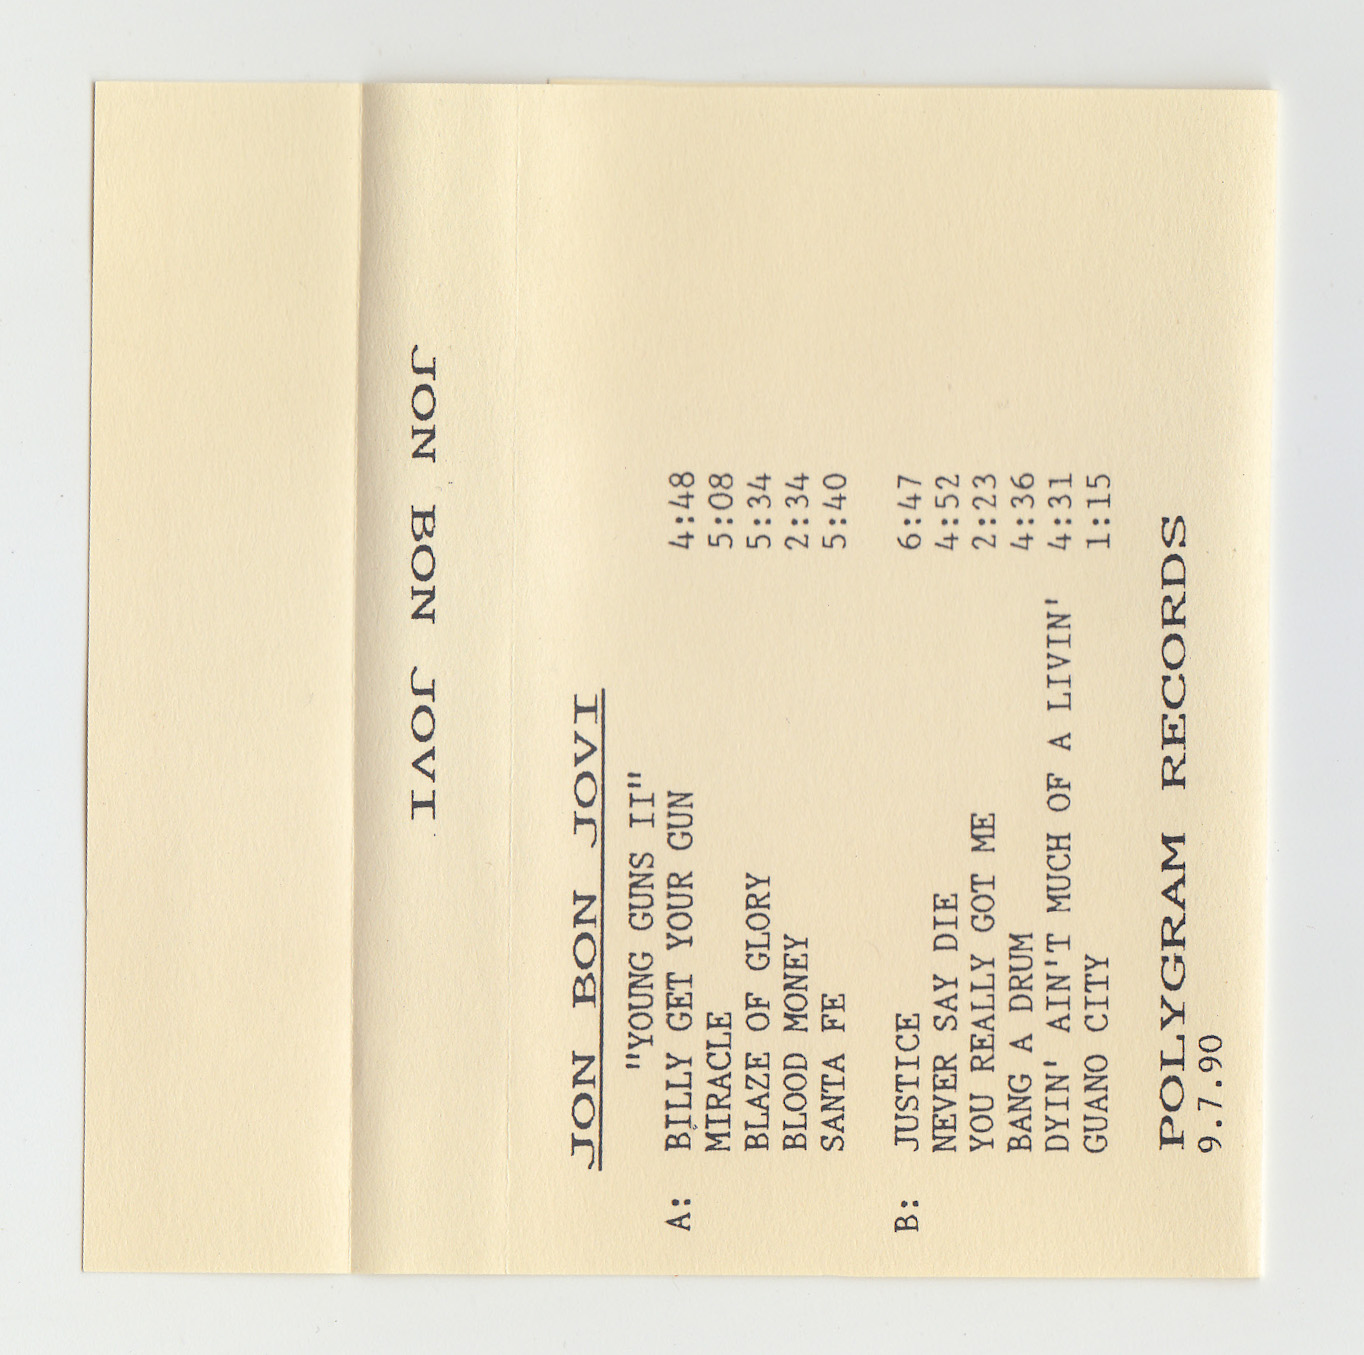 JON BON JOVI
JON BON JOVI
"YOUNG GUNS II"
A: BILLY GET YOUR GUN 4:48
MIRACLE 5:08
BLAZE OF GLORY 5:34
BLOOD MONEY 2:34
SANTA FE 5:40
B: JUSTICE 6:47
NEVER SAY DIE 4:52
YOU REALLY GOT ME 2:23
BANG A DRUM 4:36
DYIN' AIN'T MUCH OF A LIVIN' 4:31
GUANO CITY 1:15
POLYGRAM RECORDS
9.7.90